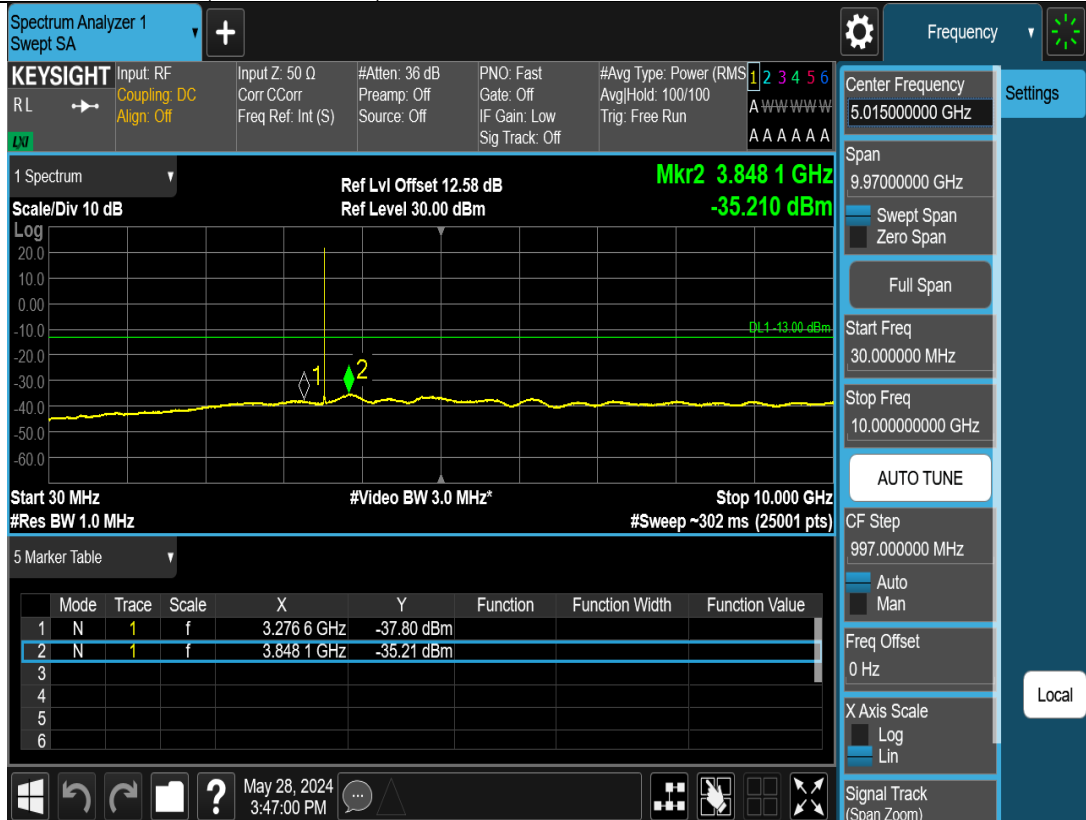 Spectrum Analyzer 1
Swept SA
+
Frequency
KEYSIGHT
RL
LXI
Input: RF
Coupling: DC
Align: Off
Input Z: 50 Ω
Corr CCorr
Freq Ref: Int (S)
#Atten: 36 dB
Preamp: Off
Source: Off
PNO: Fast
Gate: Off
IF Gain: Low
Sig Track: Off
#Avg Type: Power (RMS
Avg|Hold: 100/100
Trig: Free Run
1 2 3 4 5 6
A W W W W W
A A A A A A
1 Spectrum
Scale/Div 10 dB
Ref Lvl Offset 12.58 dB
Ref Level 30.00 dBm
Mkr2 3.848 1 GHz
-35.210 dBm
Log
20.0
10.0
0.00
-10.0
-20.0
-30.0
-40.0
-50.0
-60.0
DL1 -13.00 dBm
1
2
Start 30 MHz
#Video BW 3.0 MHz*
Stop 10.000 GHz
#Res BW 1.0 MHz
#Sweep ~302 ms (25001 pts)
5 Marker Table
Mode Trace Scale X Y Function Function Width Function Value
1 N 1 f 3.276 6 GHz -37.80 dBm
2 N 1 f 3.848 1 GHz -35.21 dBm
3
4
5
6
?
May 28, 2024
3:47:00 PM
Center Frequency
5.015000000 GHz
Settings
Span
9.97000000 GHz
Swept Span
Zero Span
Full Span
Start Freq
30.000000 MHz
Stop Freq
10.000000000 GHz
AUTO TUNE
CF Step
997.000000 MHz
Auto
Man
Freq Offset
0 Hz
Local
X Axis Scale
Log
Lin
Signal Track
(Span Zoom)